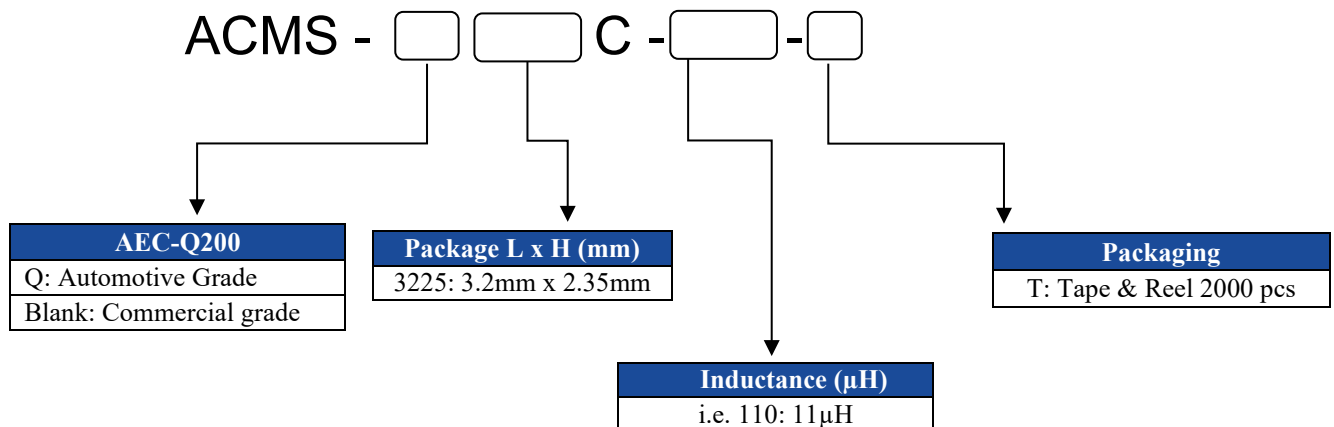 ACMS - C - -
AEC-Q200
Q: Automotive Grade
Blank: Commercial grade
Package L x H (mm)
3225: 3.2mm x 2.35mm
Packaging
T: Tape & Reel 2000 pcs
Inductance (µH)
i.e. 110: 11µH